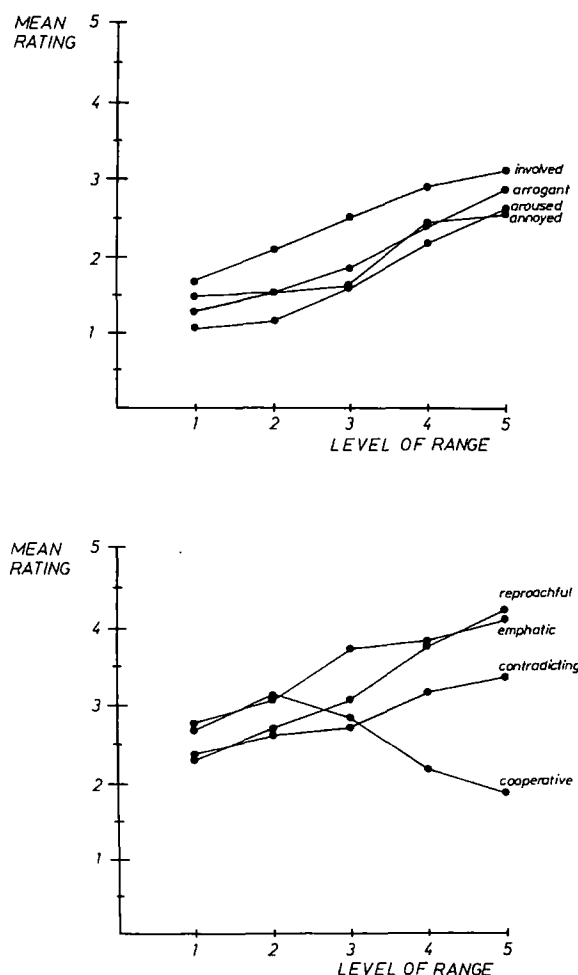 MEAN
RATING
5
4
3
2
1
involved
arrogant
aroused
annoyed
1 2 3 4 5
LEVEL OF RANGE
MEAN
RATING
5
4
3
2
1
reproachful
emphatic
contradicting
cooperative
1 2 3 4 5
LEVEL OF RANGE